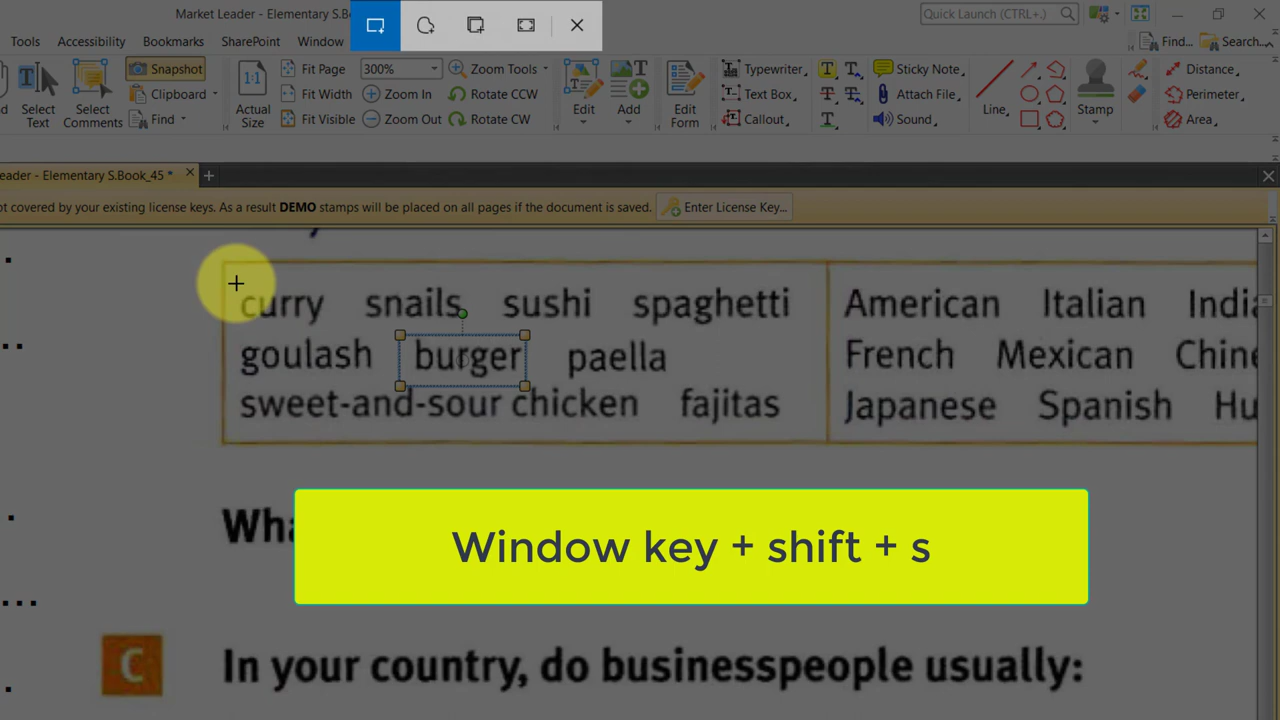 Market Leader - Elementary S.B
Quick Launch (CTRL+.)
Tools Accessibility Bookmarks SharePoint Window
Find... Search...
Select Text
Select Comments
Snapshot
Clipboard
Find
Actual Size
Fit Page
Fit Width
Fit Visible
300%
Zoom In
Zoom Out
Zoom Tools
Rotate CCW
Rotate CW
Edit
Add
Edit Form
Typewriter
Text Box
Callout
Sticky Note
Attach File
Sound
Line
Stamp
Distance
Perimeter
Area
eader - Elementary S.Book_45 *
ot covered by your existing license keys. As a result DEMO stamps will be placed on all pages if the document is saved. Enter License Key...
curry snails sushi spaghetti
goulash burger paella
sweet-and-sour chicken fajitas
American Italian India
French Mexican Chine
Japanese Spanish Hu
Wha
Window key + shift + s
C In your country, do businesspeople usually: